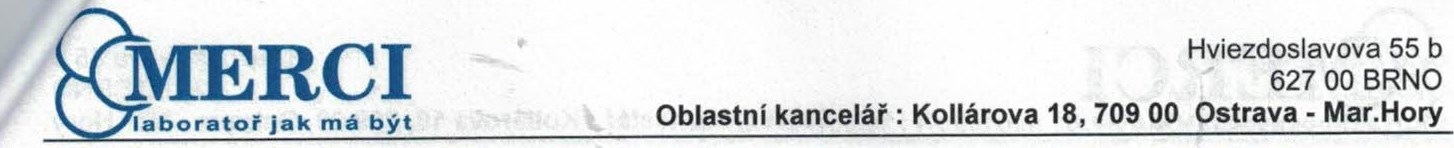 MERCI
laboratoř jak má být
Hviezdoslavova 55 b
627 00 BRNO
Oblastní kancelář : Kollárova 18, 709 00 Ostrava - Mar.Hory